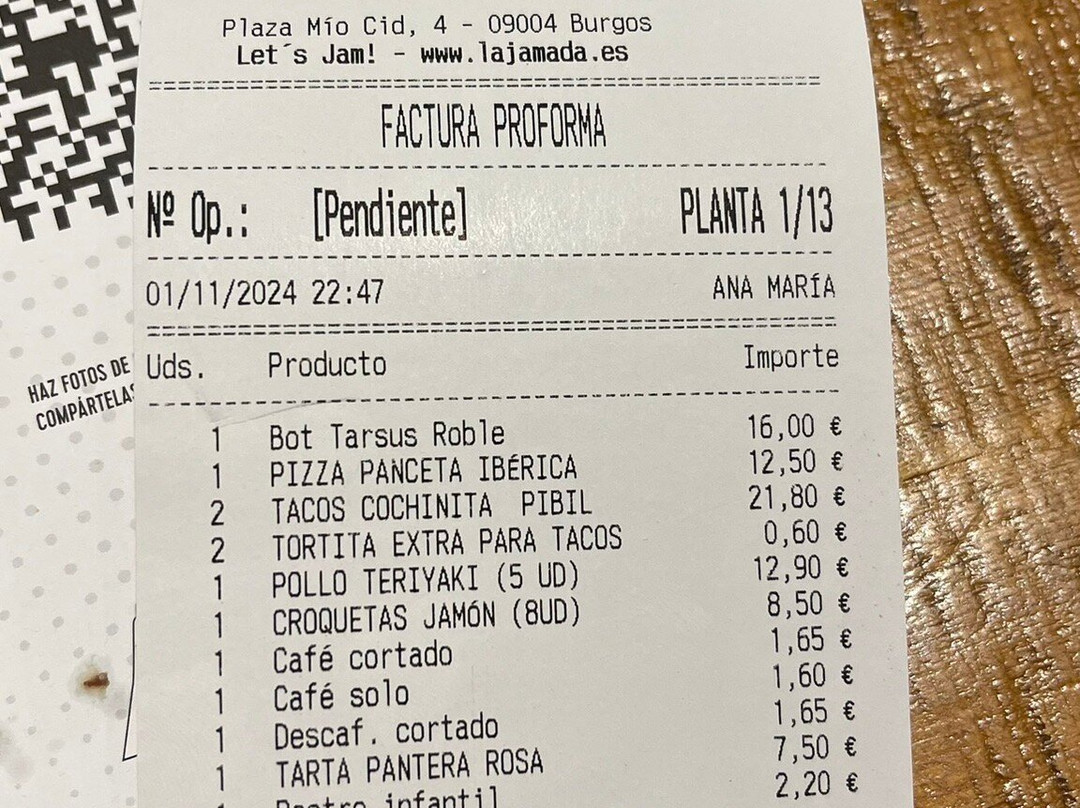 Plaza Mío Cid, 4 - 09004 Burgos
Let´s Jam! - www.lajamada.es
FACTURA PROFORMA
Nº Op.: [Pendiente] PLANTA 1/13
01/11/2024 22:47 ANA MARÍA
Uds. Producto Importe
1 Bot Tarsus Roble 16,00 €
1 PIZZA PANCETA IBÉRICA 12,50 €
2 TACOS COCHINITA PIBIL 21,80 €
2 TORTITA EXTRA PARA TACOS 0,60 €
1 POLLO TERIYAKI (5 UD) 12,90 €
1 CROQUETAS JAMÓN (8UD) 8,50 €
1 Café cortado 1,65 €
1 Café solo 1,60 €
1 Descaf. cortado 1,65 €
1 TARTA PANTERA ROSA 7,50 €
1 infantil 2,20 €
HAZ FOTOS DE
COMPÁRTELAS